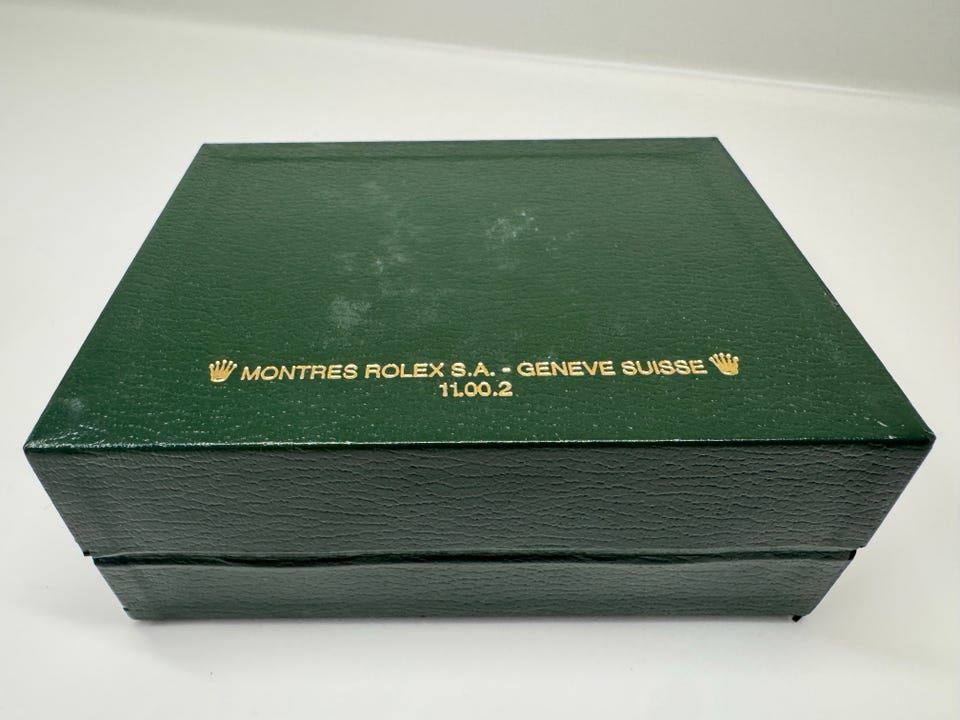 MONTRES ROLEX S.A. - GENEVE SUISSE
11.00.2